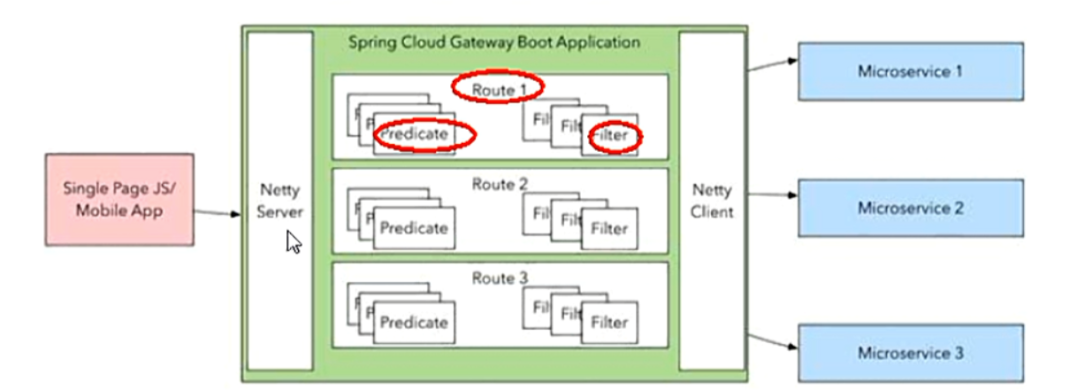 Spring Cloud Gateway Boot Application
Single Page JS/
Mobile App
Netty
Server
Route 1
Predicate
Fil
Filt
Filter
Route 2
Predicate
Fil
Filt
Filter
Route 3
Predicate
Fil
Filt
Filter
Netty
Client
Microservice 1
Microservice 2
Microservice 3